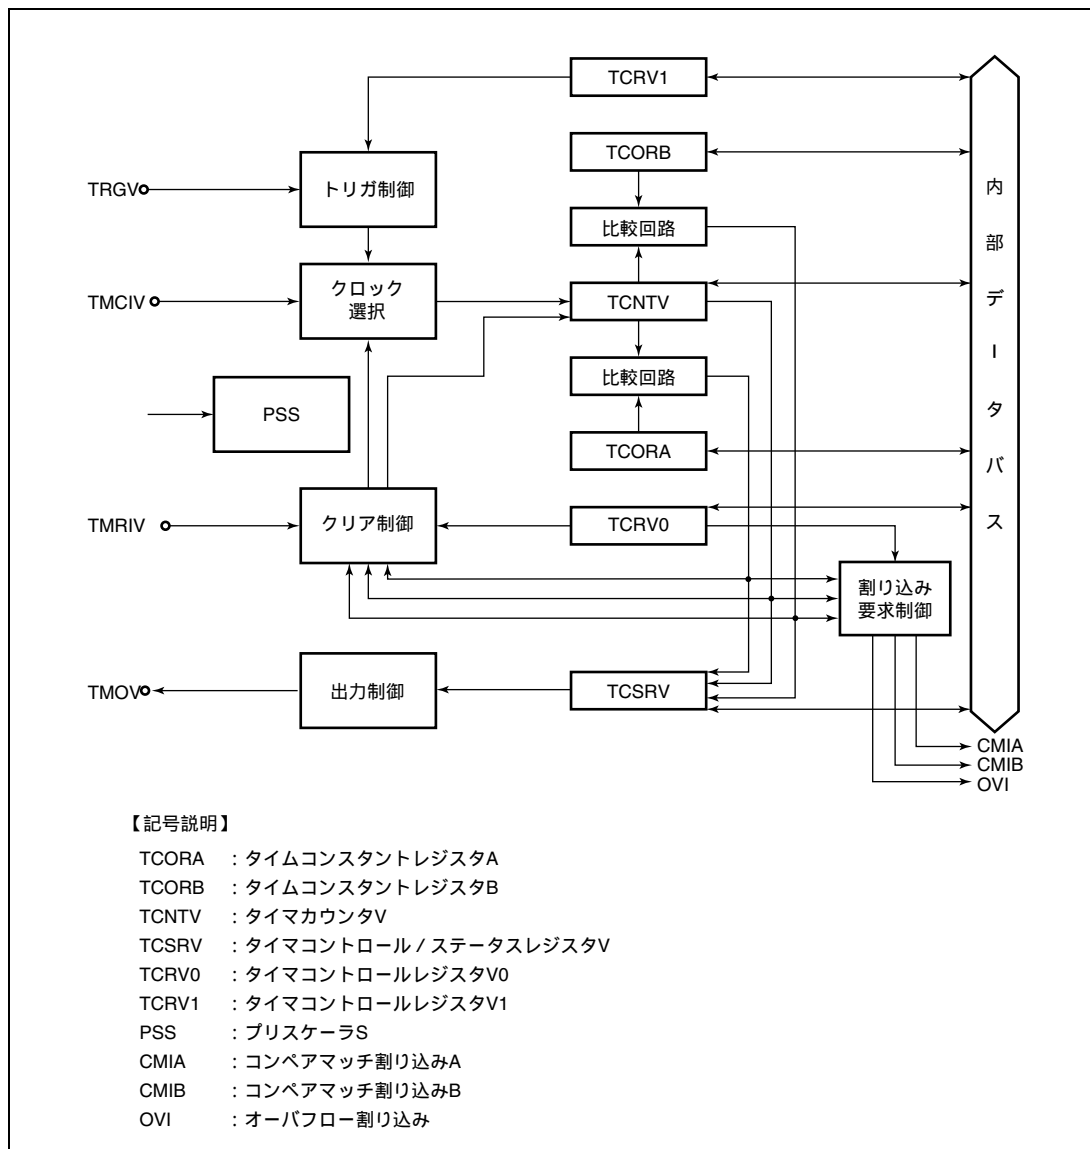 TCRV1
TCORB
TRGV
トリガ制御
比較回路
TMCIV
クロック
選択
TCNTV
比較回路
PSS
TCORA
TMRIV
クリア制御
TCRV0
割り込み
要求制御
TMOV
出力制御
TCSRV
内部データバス
CMIA
CMIB
OVI
【記号説明】
TCORA : タイムコンスタントレジスタA
TCORB : タイムコンスタントレジスタB
TCNTV : タイマカウンタV
TCSRV : タイマコントロール / ステータスレジスタV
TCRV0 : タイマコントロールレジスタV0
TCRV1 : タイマコントロールレジスタV1
PSS : プリスケーラS
CMIA : コンペアマッチ割り込みA
CMIB : コンペアマッチ割り込みB
OVI : オーバフロー割り込み